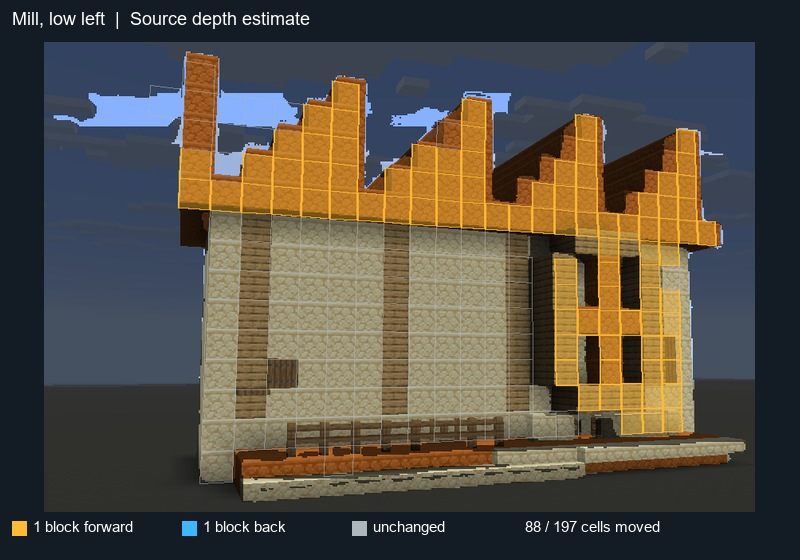 Mill, low left | Source depth estimate
1 block forward
1 block back
unchanged
88 / 197 cells moved